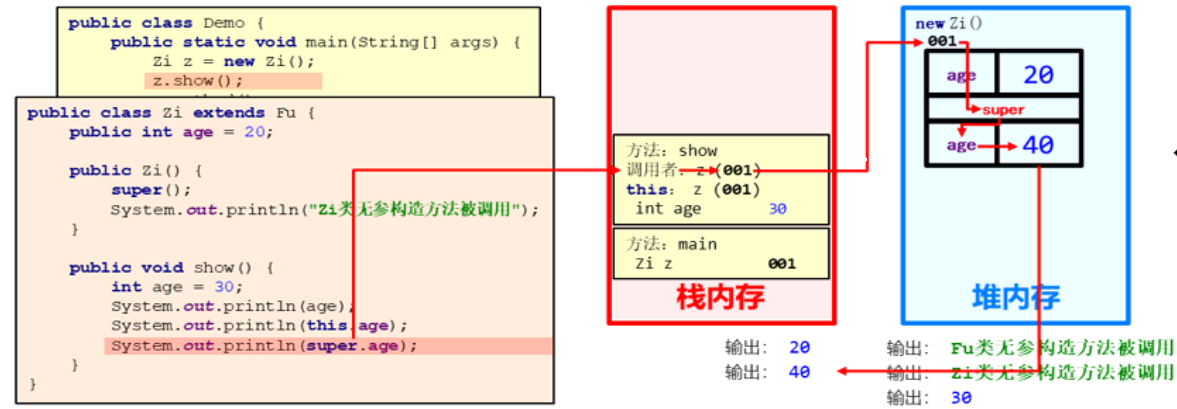 public class Demo {
public static void main(String[] args) {
Zi z = new Zi();
z.show();
public class Zi extends Fu {
public int age = 20;
public Zi() {
super();
System.out.println("Zi类无参构造方法被调用");
}
public void show() {
int age = 30;
System.out.println(age);
System.out.println(this.age);
System.out.println(super.age);
}
}
方法: show
调用者: z (001)
this: z (001)
int age 30
方法: main
Zi z 001
栈内存
new Zi()
001
age 20
super
age 40
堆内存
输出: 20
输出: 40
输出: Fu类无参构造方法被调用
输出: Zi类无参构造方法被调用
输出: 30